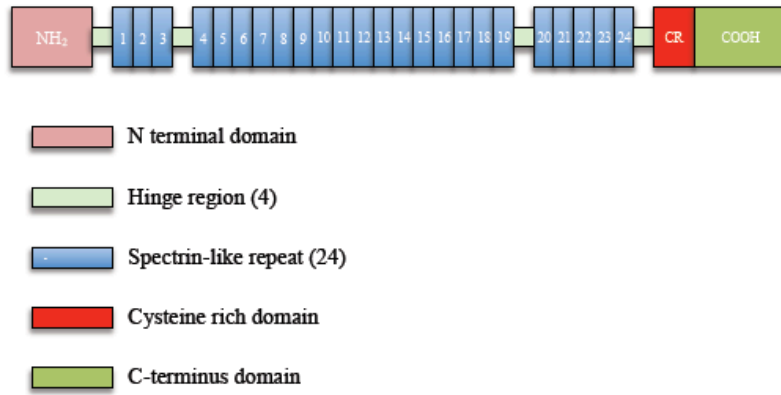 NH₂ 1 2 3 4 5 6 7 8 9 10 11 12 13 14 15 16 17 18 19 20 21 22 23 24 CR COOH
N terminal domain
Hinge region (4)
Spectrin-like repeat (24)
Cysteine rich domain
C-terminus domain